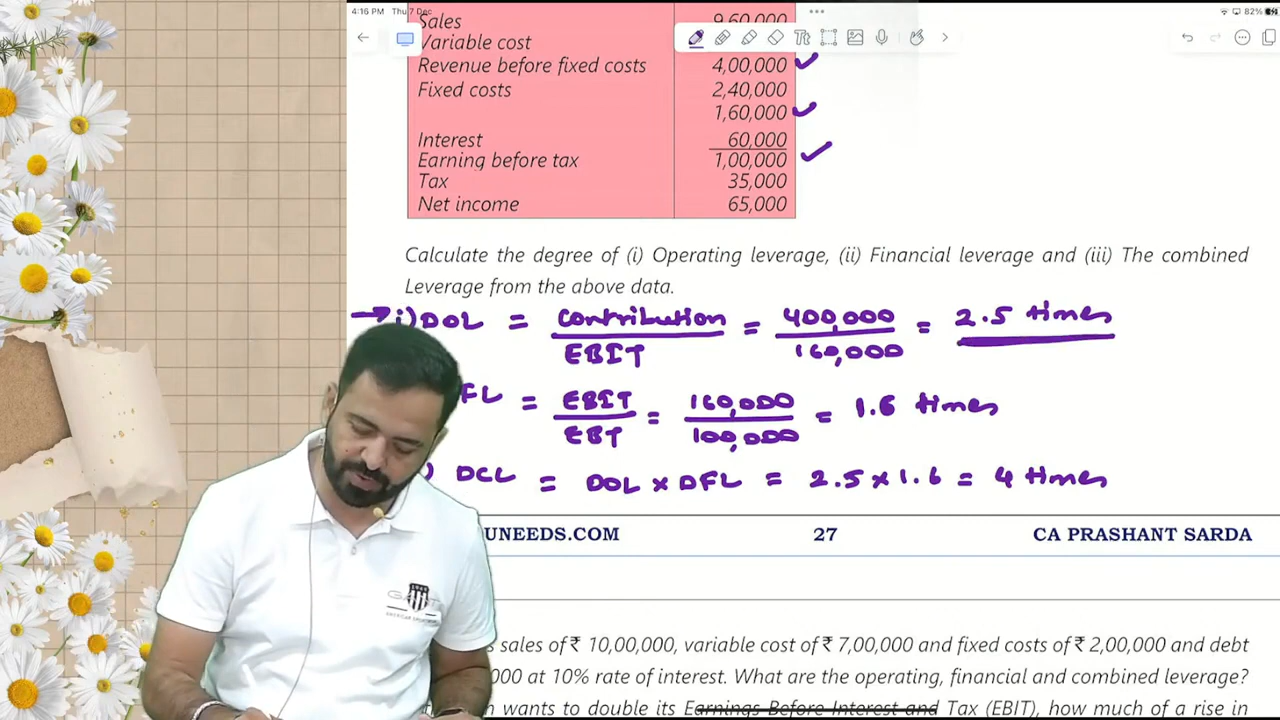 4:16 PM Thu 7 Dec
82%
Sales 9,60,000
Variable cost
Revenue before fixed costs 4,00,000
Fixed costs 2,40,000
1,60,000
Interest 60,000
Earning before tax 1,00,000
Tax 35,000
Net income 65,000
Calculate the degree of (i) Operating leverage, (ii) Financial leverage and (iii) The combined
Leverage from the above data.
i) DOL = Contribution / EBIT = 400,000 / 160,000 = 2.5 times
FL = EBIT / EBT = 160,000 / 100,000 = 1.6 times
) DCL = DOL × DFL = 2.5 × 1.6 = 4 times
UNEEDS.COM 27 CA PRASHANT SARDA
sales of ₹ 10,00,000, variable cost of ₹ 7,00,000 and fixed costs of ₹ 2,00,000 and debt
000 at 10% rate of interest. What are the operating, financial and combined leverage?
wants to double its Earnings Before Interest and Tax (EBIT), how much of a rise in